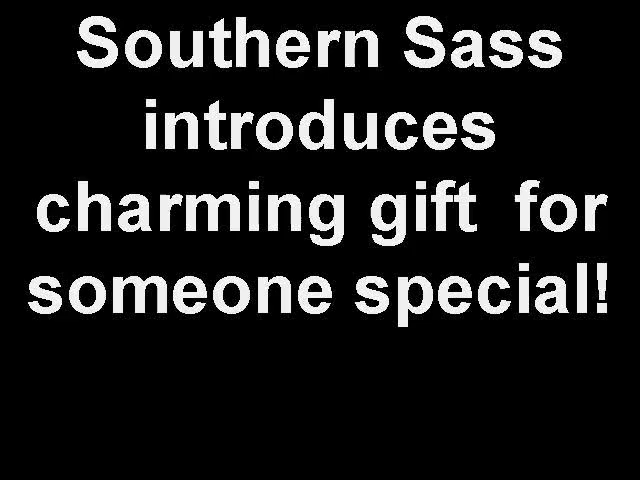 Southern Sass
introduces
charming gift  for
someone special!